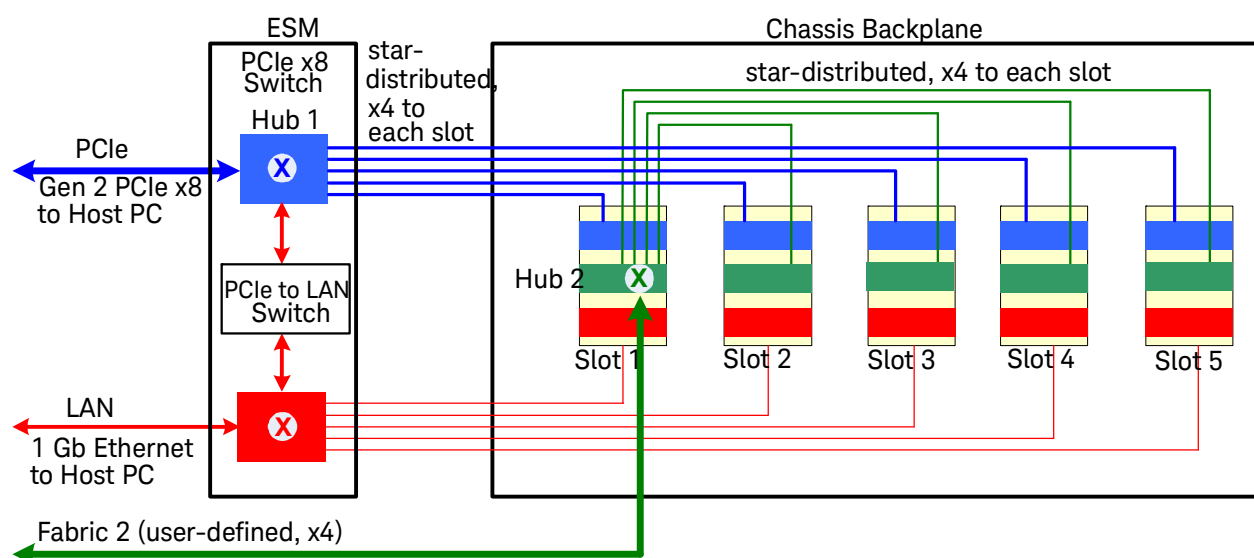 ESM
PCIe x8
Switch
Hub 1
X
star-
distributed,
x4 to
each slot
Chassis Backplane
star-distributed, x4 to each slot
PCIe
Gen 2 PCIe x8
to Host PC
PCIe to LAN
Switch
Hub 2
X
Slot 1
Slot 2
Slot 3
Slot 4
Slot 5
LAN
X
1 Gb Ethernet
to Host PC
Fabric 2 (user-defined, x4)